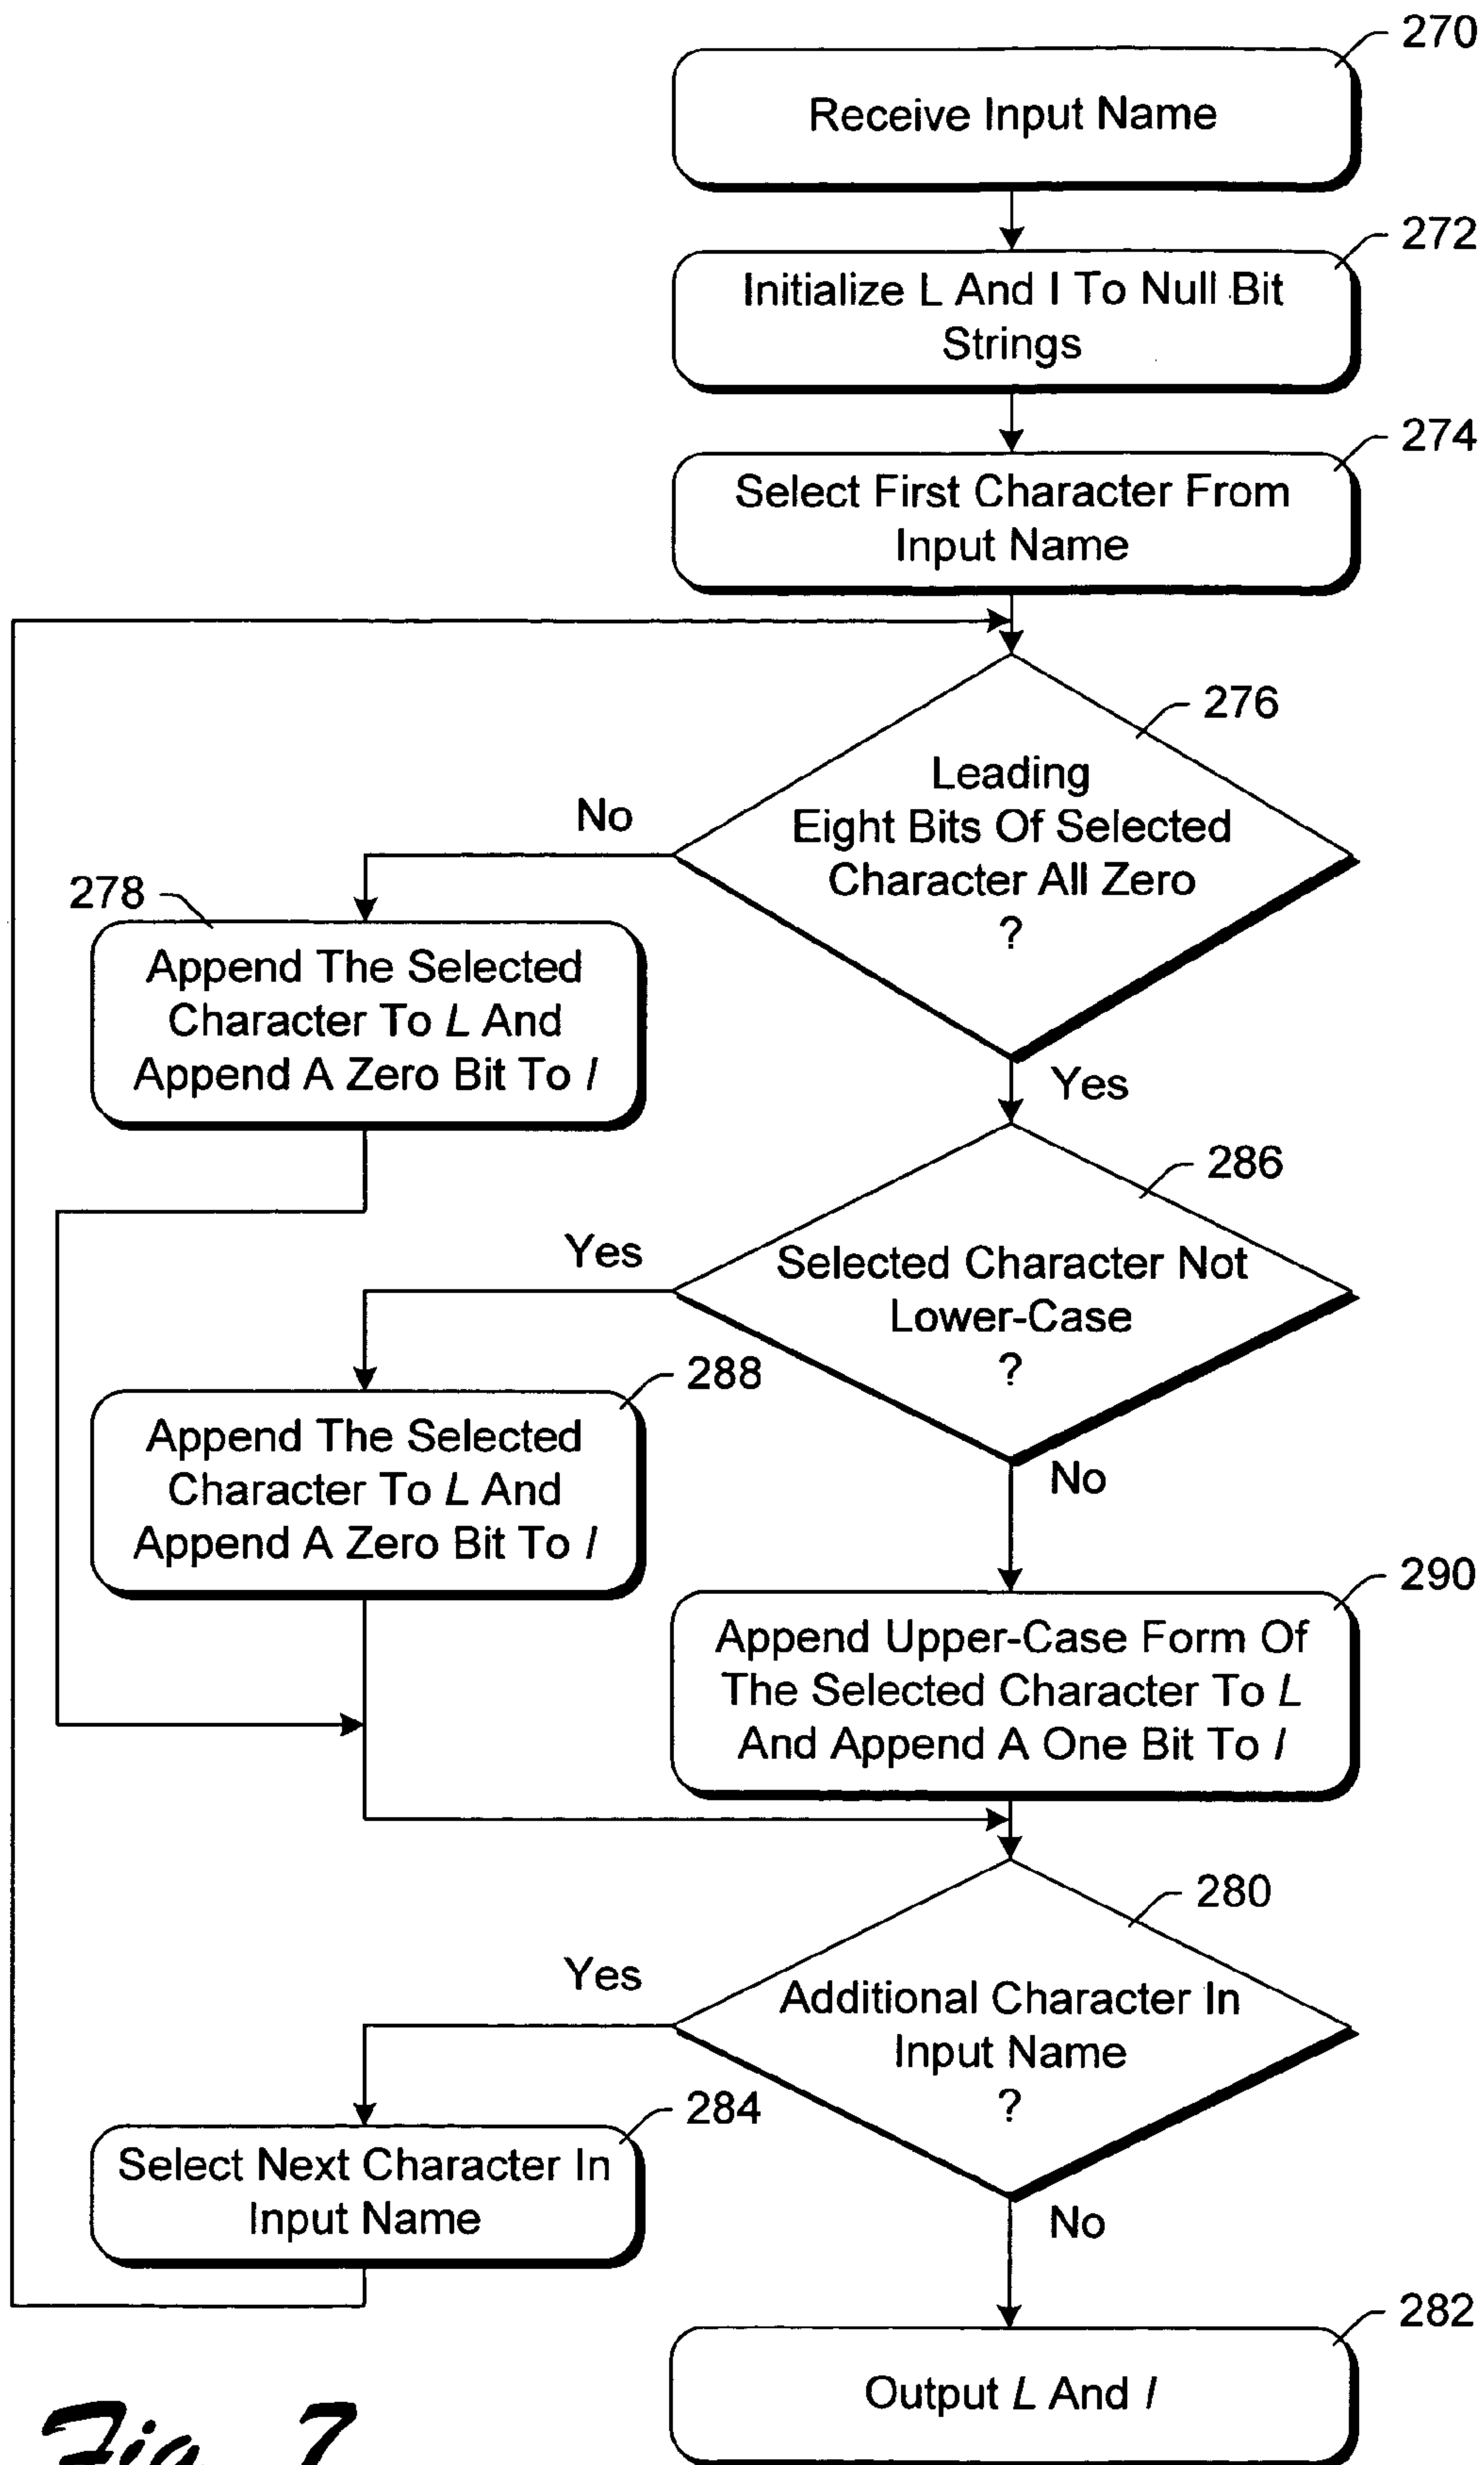 270
Receive Input Name
272
Initialize L And I To Null Bit
Strings
274
Select First Character From
Input Name
276
Leading
Eight Bits Of Selected
Character All Zero
?
No
Yes
278
Append The Selected
Character To L And
Append A Zero Bit To I
286
Selected Character Not
Lower-Case
?
Yes
No
288
Append The Selected
Character To L And
Append A Zero Bit To I
290
Append Upper-Case Form Of
The Selected Character To L
And Append A One Bit To I
280
Additional Character In
Input Name
?
Yes
No
284
Select Next Character In
Input Name
282
Output L And I
Fig. 7